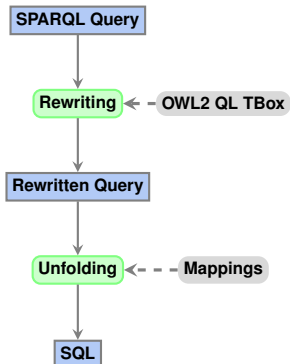 SPARQL Query
Rewriting
OWL2 QL TBox
Rewritten Query
Unfolding
Mappings
SQL